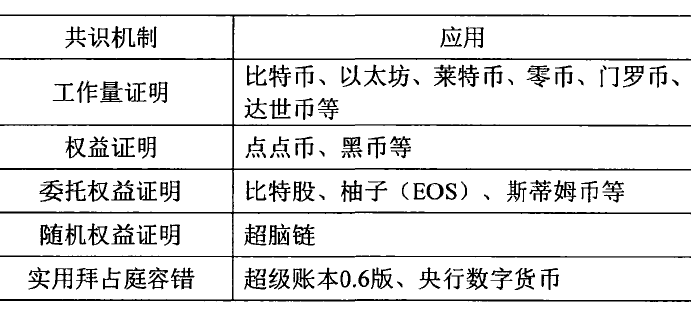 共识机制 应用
工作量证明 比特币、以太坊、莱特币、零币、门罗币、
达世币等
权益证明 点点币、黑币等
委托权益证明 比特股、柚子（EOS）、斯蒂姆币等
随机权益证明 超脑链
实用拜占庭容错 超级账本0.6版、央行数字货币